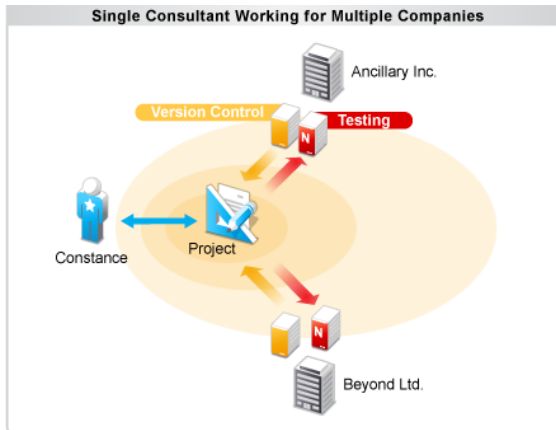 Single Consultant Working for Multiple Companies
Ancillary Inc.
Version Control
Testing
N
Constance
Project
N
Beyond Ltd.